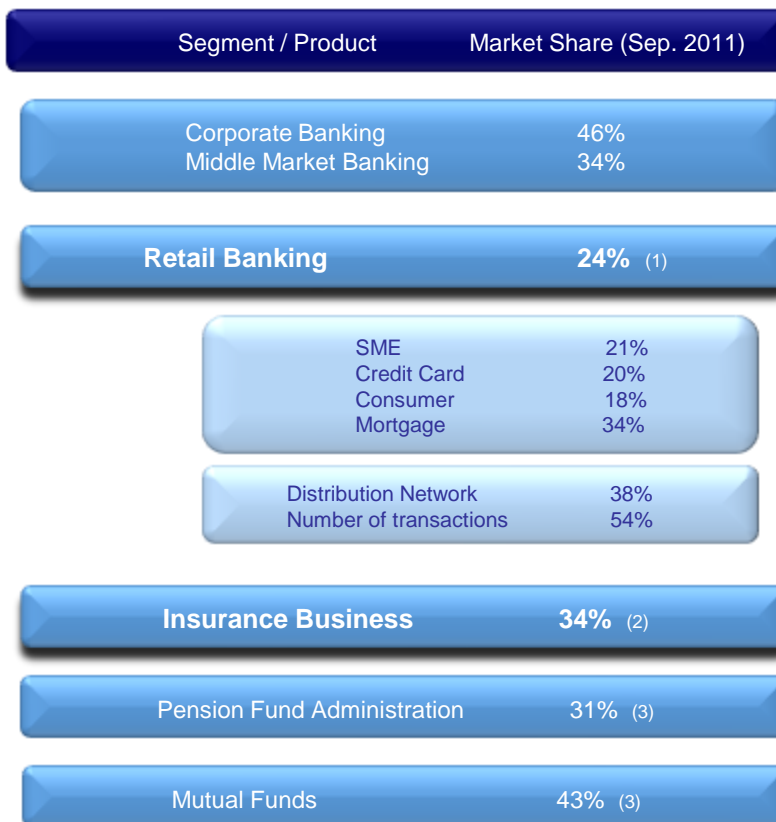 Segment / Product Market Share (Sep. 2011)
Corporate Banking 46%
Middle Market Banking 34%
Retail Banking 24% (1)
SME 21%
Credit Card 20%
Consumer 18%
Mortgage 34%
Distribution Network 38%
Number of transactions 54%
Insurance Business 34% (2)
Pension Fund Administration 31% (3)
Mutual Funds 43% (3)